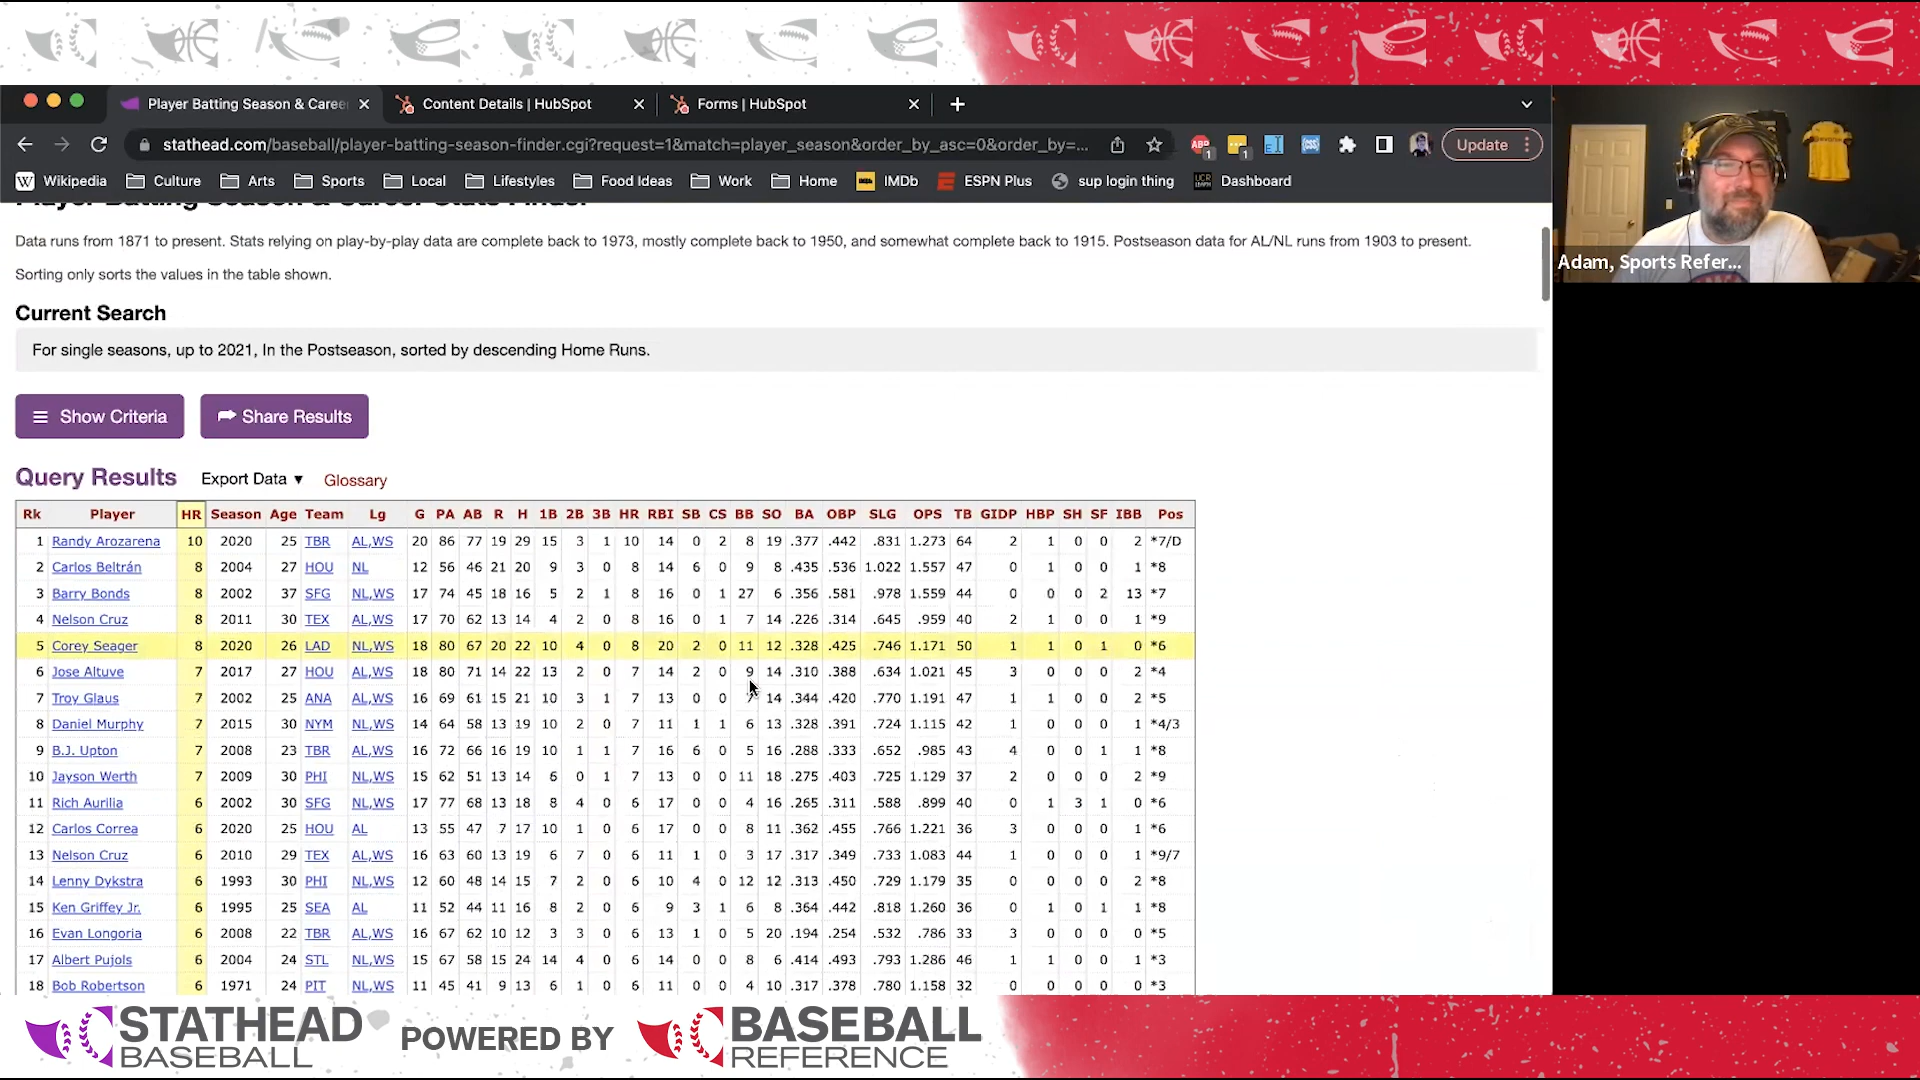 Player Batting Season & Caree
Content Details | HubSpot
Forms | HubSpot
stathead.com/baseball/player-batting-season-finder.cgi?request=1&match=player_season&order_by_asc=0&order_by=...
ABP
1
1
Update
W Wikipedia
Culture
Arts
Sports
Local
Lifestyles
Food Ideas
Work
Home
IMDb
ESPN Plus
sup login thing
Dashboard
Player Batting Season & Career Stats Finder
Data runs from 1871 to present. Stats relying on play-by-play data are complete back to 1973, mostly complete back to 1950, and somewhat complete back to 1915. Postseason data for AL/NL runs from 1903 to present.
Sorting only sorts the values in the table shown.
Current Search
For single seasons, up to 2021, In the Postseason, sorted by descending Home Runs.
Show Criteria
Share Results
Query Results Export Data ▼ Glossary
Rk Player HR Season Age Team Lg G PA AB R H 1B 2B 3B HR RBI SB CS BB SO BA OBP SLG OPS TB GIDP HBP SH SF IBB Pos
1 Randy Arozarena 10 2020 25 TBR AL,WS 20 86 77 19 29 15 3 1 10 14 0 2 8 19 .377 .442 .831 1.273 64 2 1 0 0 2 *7/D
2 Carlos Beltrán 8 2004 27 HOU NL 12 56 46 21 20 9 3 0 8 14 6 0 9 8 .435 .536 1.022 1.557 47 0 1 0 0 1 *8
3 Barry Bonds 8 2002 37 SFG NL,WS 17 74 45 18 16 5 2 1 8 16 0 1 27 6 .356 .581 .978 1.559 44 0 0 0 2 13 *7
4 Nelson Cruz 8 2011 30 TEX AL,WS 17 70 62 13 14 4 2 0 8 16 0 1 7 14 .226 .314 .645 .959 40 2 1 0 0 1 *9
5 Corey Seager 8 2020 26 LAD NL,WS 18 80 67 20 22 10 4 0 8 20 2 0 11 12 .328 .425 .746 1.171 50 1 1 0 1 0 *6
6 Jose Altuve 7 2017 27 HOU AL,WS 18 80 71 14 22 13 2 0 7 14 2 0 9 14 .310 .388 .634 1.021 45 3 0 0 0 2 *4
7 Troy Glaus 7 2002 25 ANA AL,WS 16 69 61 15 21 10 3 1 7 13 0 0 7 14 .344 .420 .770 1.191 47 1 1 0 0 2 *5
8 Daniel Murphy 7 2015 30 NYM NL,WS 14 64 58 13 19 10 2 0 7 11 1 1 6 13 .328 .391 .724 1.115 42 1 0 0 0 1 *4/3
9 B.J. Upton 7 2008 23 TBR AL,WS 16 72 66 16 19 10 1 1 7 16 6 0 5 16 .288 .333 .652 .985 43 4 0 0 1 1 *8
10 Jayson Werth 7 2009 30 PHI NL,WS 15 62 51 13 14 6 0 1 7 13 0 0 11 18 .275 .403 .725 1.129 37 2 0 0 0 2 *9
11 Rich Aurilia 6 2002 30 SFG NL,WS 17 77 68 13 18 8 4 0 6 17 0 0 4 16 .265 .311 .588 .899 40 0 1 3 1 0 *6
12 Carlos Correa 6 2020 25 HOU AL 13 55 47 7 17 10 1 0 6 17 0 0 8 11 .362 .455 .766 1.221 36 3 0 0 0 1 *6
13 Nelson Cruz 6 2010 29 TEX AL,WS 16 63 60 13 19 6 7 0 6 11 1 0 3 17 .317 .349 .733 1.083 44 1 0 0 0 1 *9/7
14 Lenny Dykstra 6 1993 30 PHI NL,WS 12 60 48 14 15 7 2 0 6 10 4 0 12 12 .313 .450 .729 1.179 35 0 0 0 0 2 *8
15 Ken Griffey Jr. 6 1995 25 SEA AL 11 52 44 11 16 8 2 0 6 9 3 1 6 8 .364 .442 .818 1.260 36 0 1 0 1 1 *8
16 Evan Longoria 6 2008 22 TBR AL,WS 16 67 62 10 12 3 3 0 6 13 1 0 5 20 .194 .254 .532 .786 33 3 0 0 0 0 *5
17 Albert Pujols 6 2004 24 STL NL,WS 15 67 58 15 24 14 4 0 6 14 0 0 8 6 .414 .493 .793 1.286 46 1 1 0 0 1 *3
18 Bob Robertson 6 1971 24 PIT NL,WS 11 45 41 9 13 6 1 0 6 11 0 0 4 10 .317 .378 .780 1.158 32 0 0 0 0 0 *3
Adam, Sports Refer...
STATHEAD
BASEBALL
POWERED BY
BASEBALL
REFERENCE